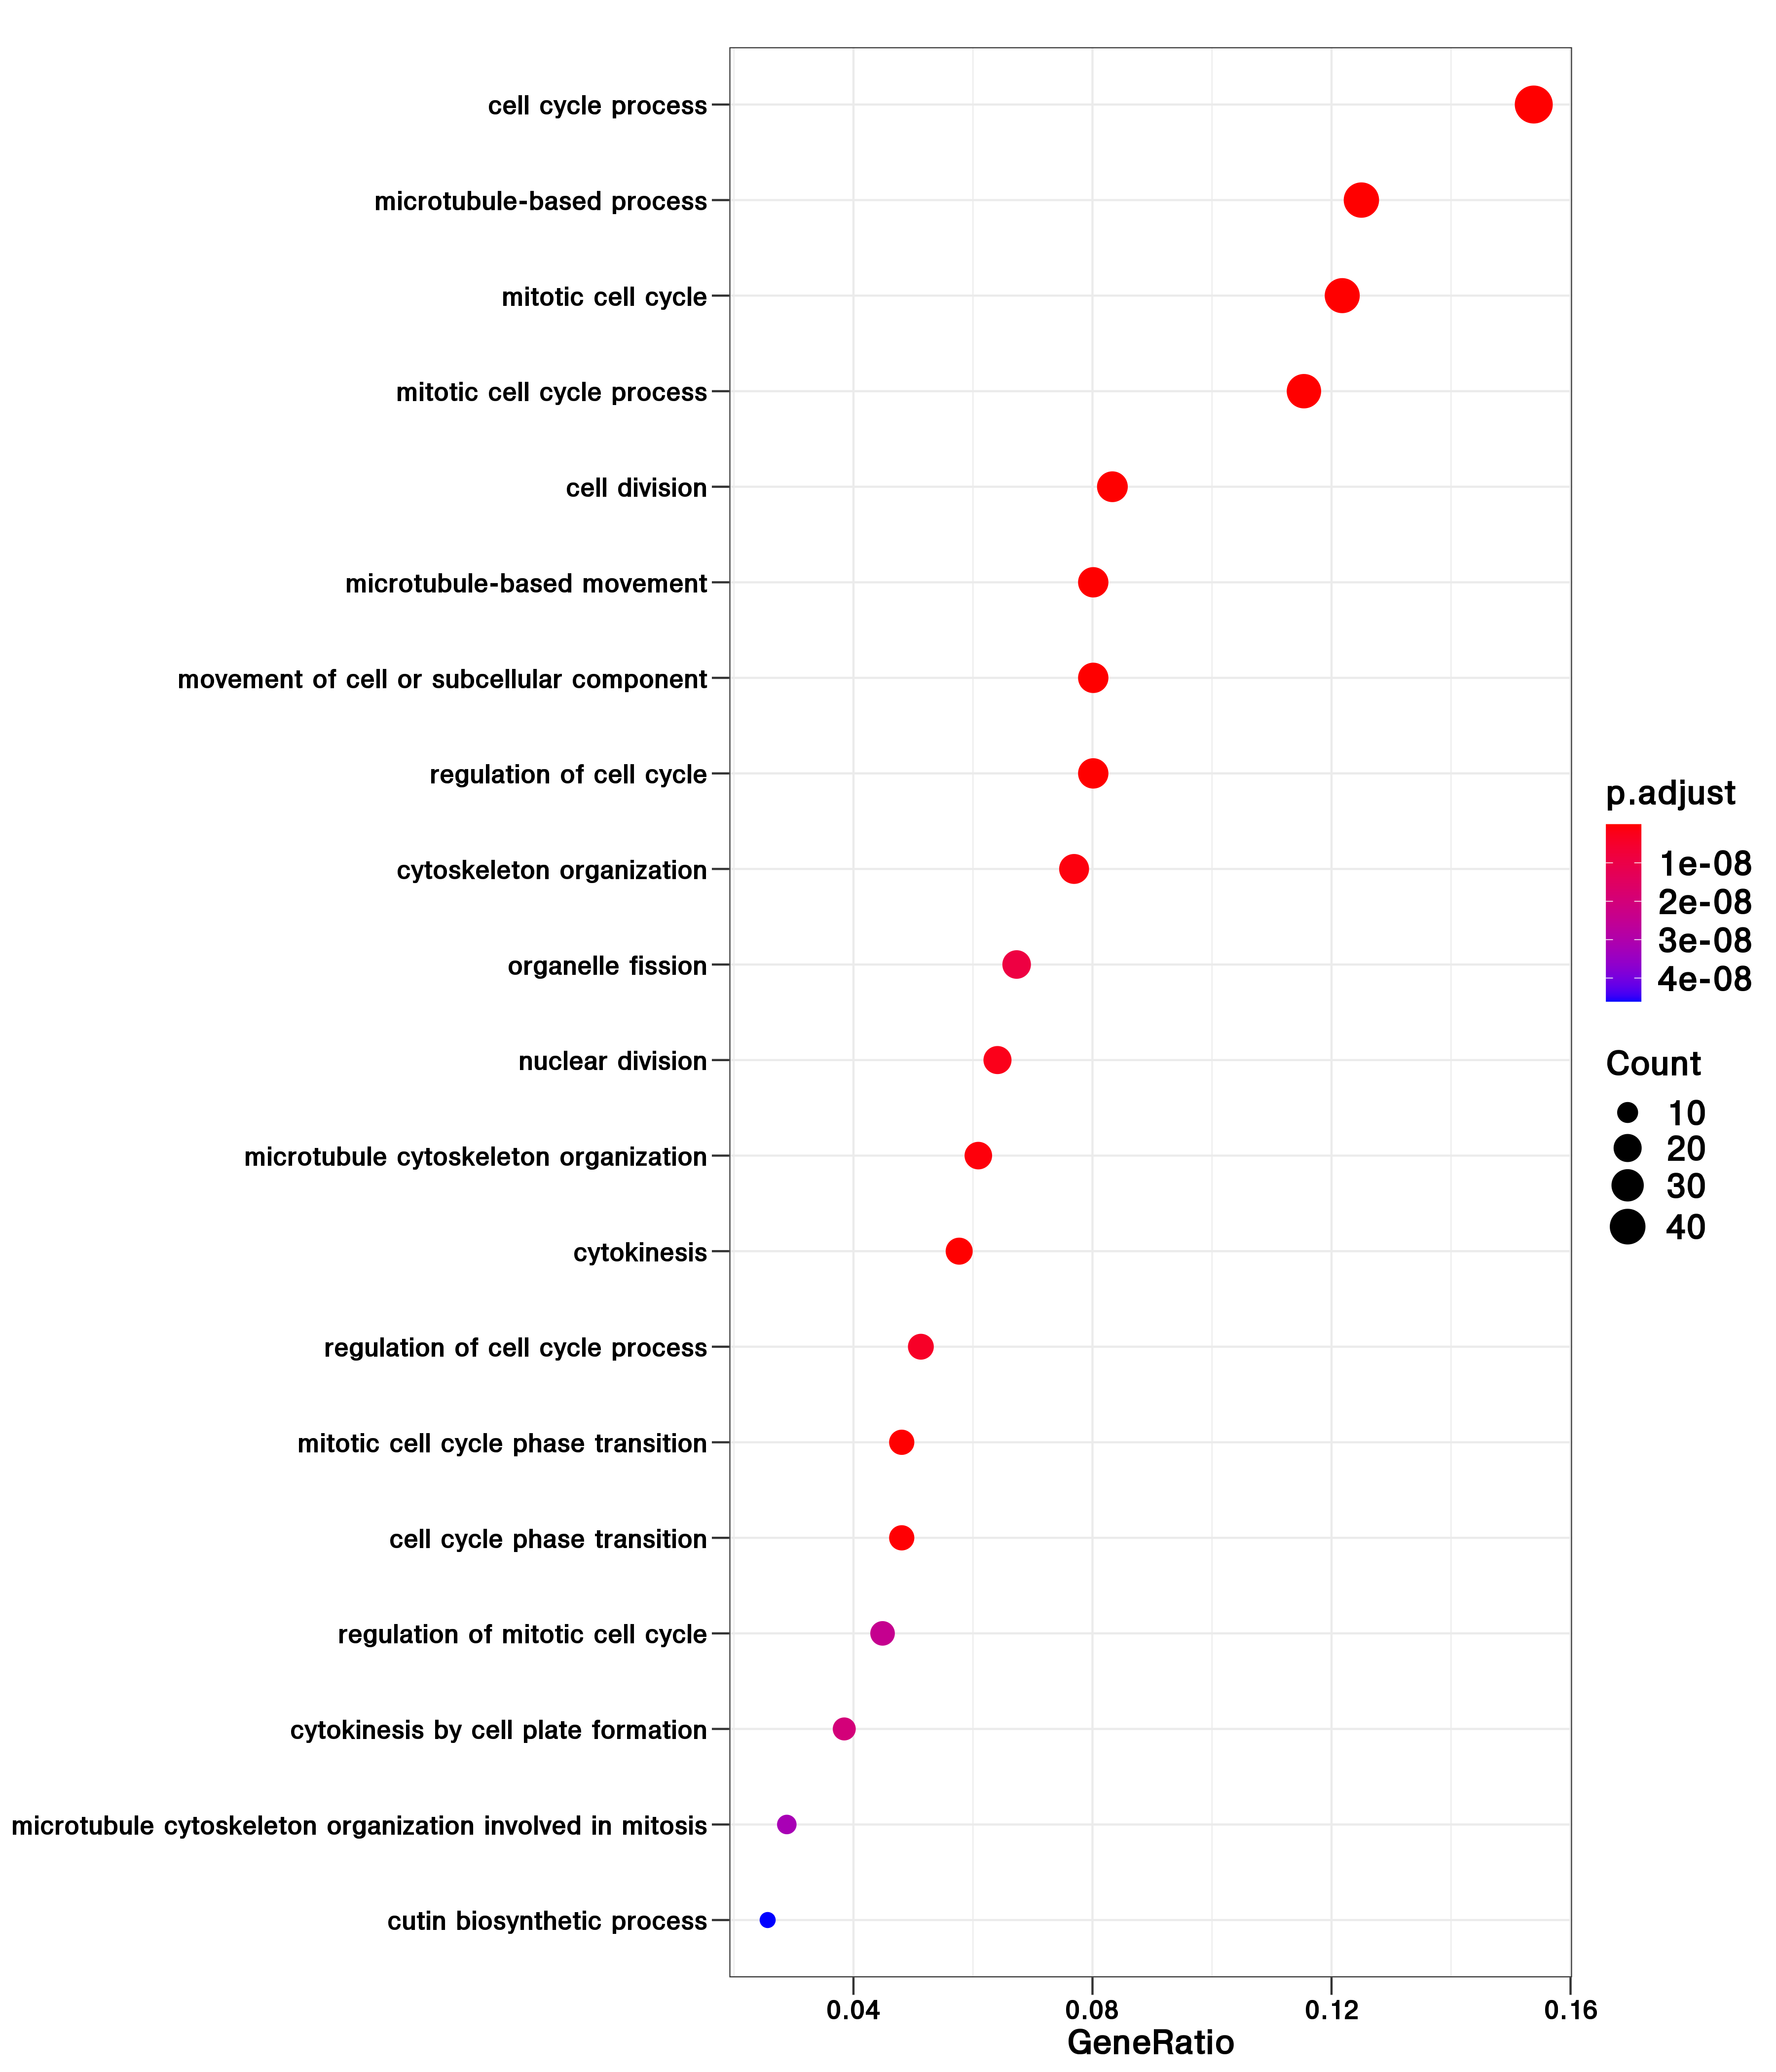 cell cycle process
microtubule-based process
mitotic cell cycle
mitotic cell cycle process
cell division
microtubule-based movement
movement of cell or subcellular component
regulation of cell cycle
cytoskeleton organization
organelle fission
nuclear division
microtubule cytoskeleton organization
cytokinesis
regulation of cell cycle process
mitotic cell cycle phase transition
cell cycle phase transition
regulation of mitotic cell cycle
cytokinesis by cell plate formation
microtubule cytoskeleton organization involved in mitosis
cutin biosynthetic process
0.04 0.08 0.12 0.16
GeneRatio
p.adjust
1e-08
2e-08
3e-08
4e-08
Count
10
20
30
40